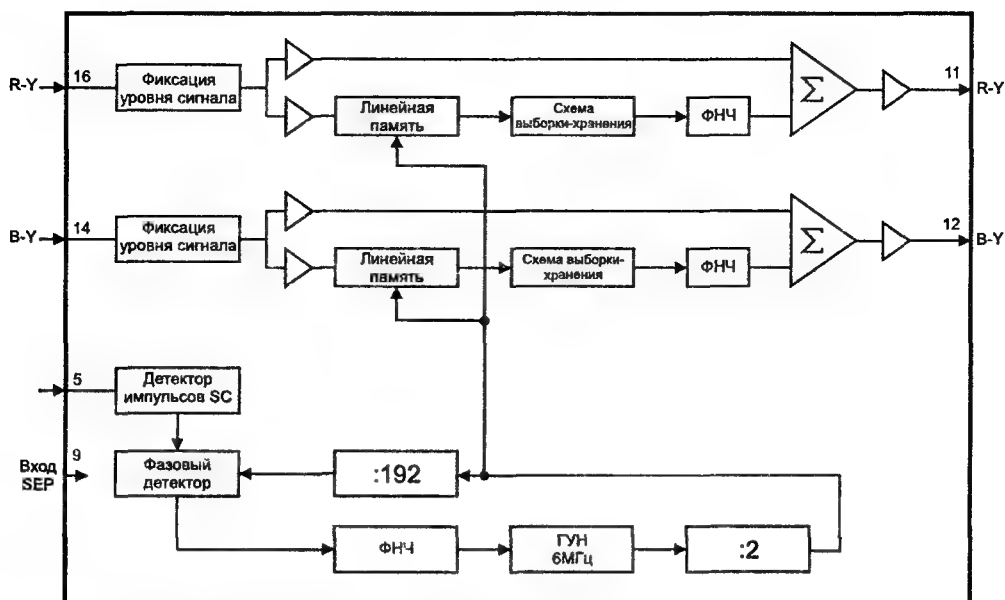 R-Y
16
Фиксация
уровня сигнала
Линейная
память
Схема
выборки-хранения
ФНЧ
Σ
11
R-Y
B-Y
14
Фиксация
уровня сигнала
Линейная
память
Схема выборки-
хранения
ФНЧ
Σ
12
B-Y
5
Детектор
импульсов SC
Вход
SEP
9
Фазовый
детектор
:192
ФНЧ
ГУН
6МГц
:2